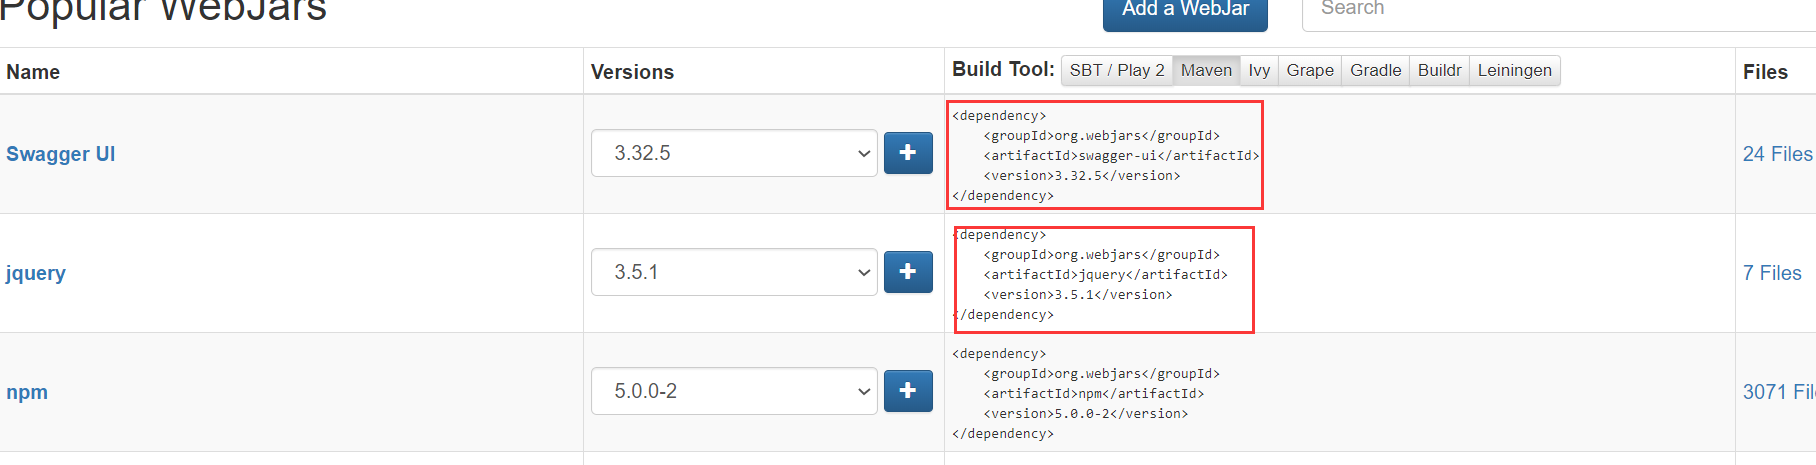 Popular WebJars
Add a WebJar
Search
Name
Versions
Build Tool: SBT / Play 2 Maven Ivy Grape Gradle Buildr Leiningen
Files
Swagger UI
3.32.5
+
<dependency>
    <groupId>org.webjars</groupId>
    <artifactId>swagger-ui</artifactId>
    <version>3.32.5</version>
</dependency>
24 Files
jquery
3.5.1
+
<dependency>
    <groupId>org.webjars</groupId>
    <artifactId>jquery</artifactId>
    <version>3.5.1</version>
</dependency>
7 Files
npm
5.0.0-2
+
<dependency>
    <groupId>org.webjars</groupId>
    <artifactId>npm</artifactId>
    <version>5.0.0-2</version>
</dependency>
3071 Fil